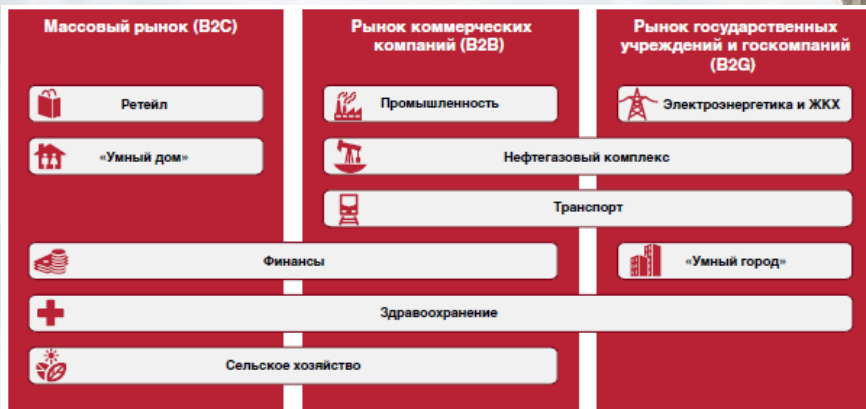 Массовый рынок (B2C)
Рынок коммерческих
компаний (B2B)
Рынок государственных
учреждений и госкомпаний
(B2G)
Ретейл
Промышленность
Электроэнергетика и ЖКХ
«Умный дом»
Нефтегазовый комплекс
Транспорт
Финансы
«Умный город»
Здравоохранение
Сельское хозяйство